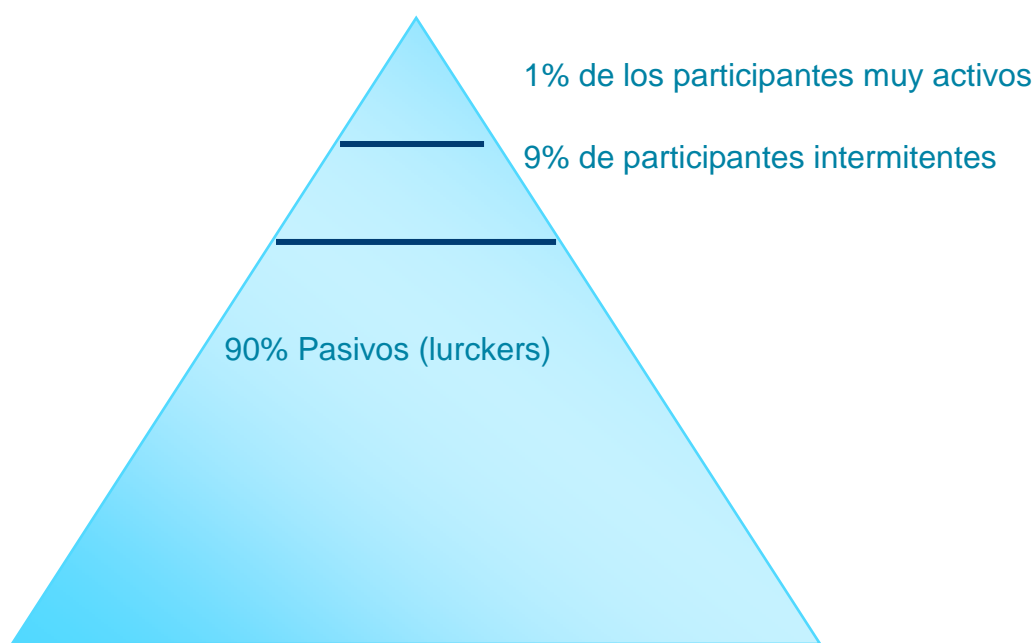 1% de los participantes muy activos
9% de participantes intermitentes
90% Pasivos (lurckers)